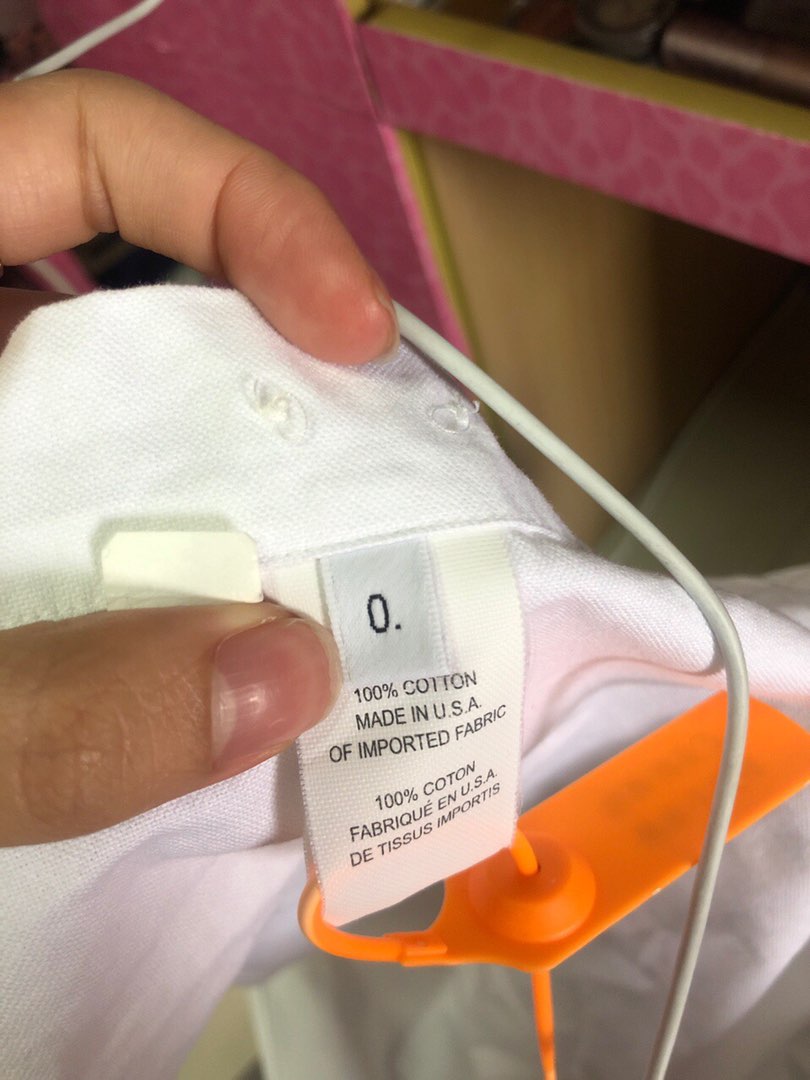 0.
100% COTTON
MADE IN U.S.A.
OF IMPORTED FABRIC
100% COTON
FABRIQUÉ EN U.S.A.
DE TISSUS IMPORTIS